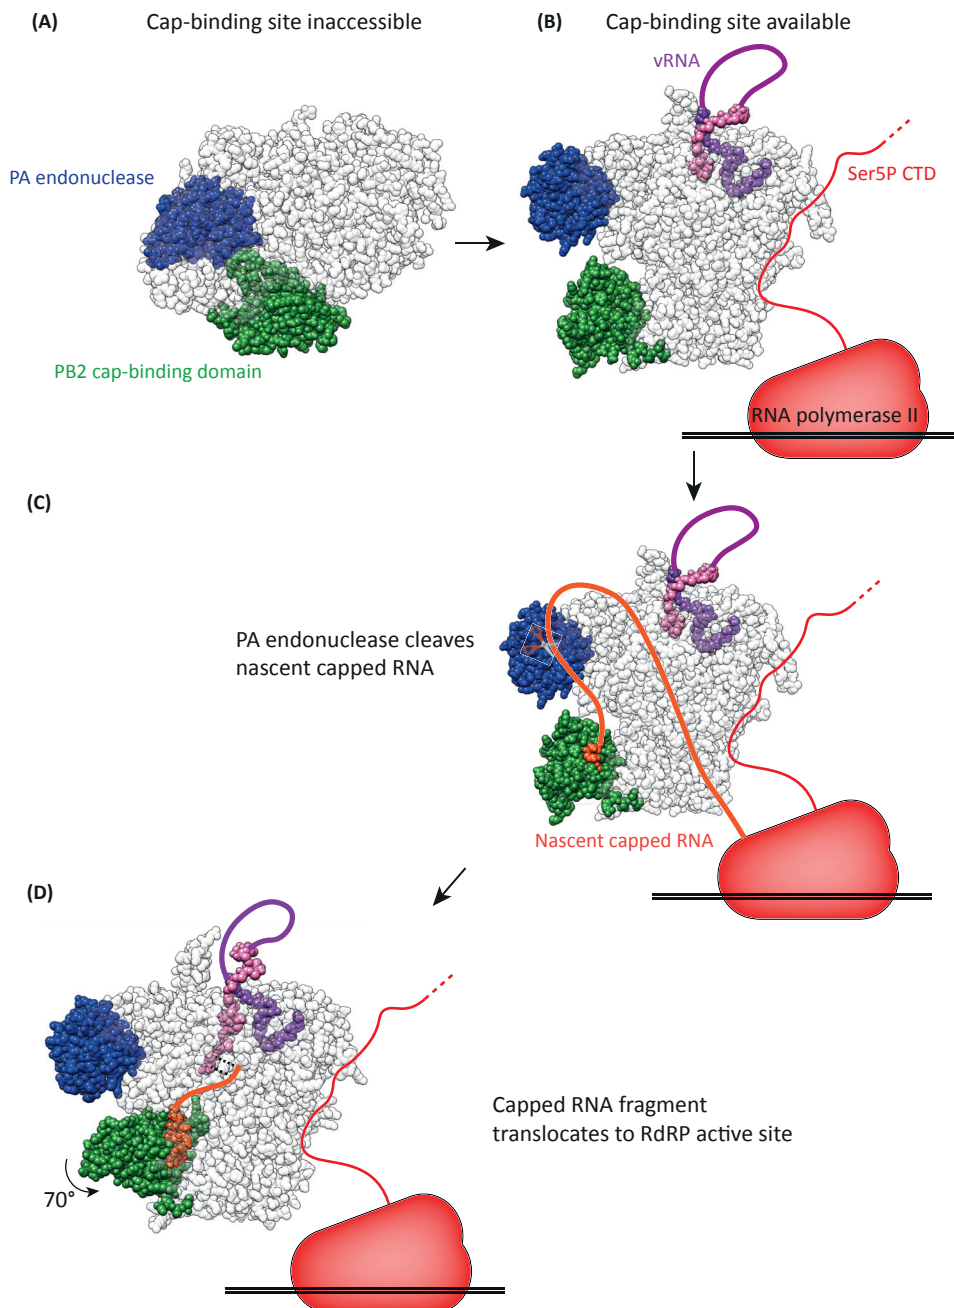 (A)
Cap-binding site inaccessible
(B)
Cap-binding site available
vRNA
PA endonuclease
Ser5P CTD
PB2 cap-binding domain
RNA polymerase II
(C)
PA endonuclease cleaves
nascent capped RNA
Nascent capped RNA
(D)
Capped RNA fragment
translocates to RdRP active site
70°